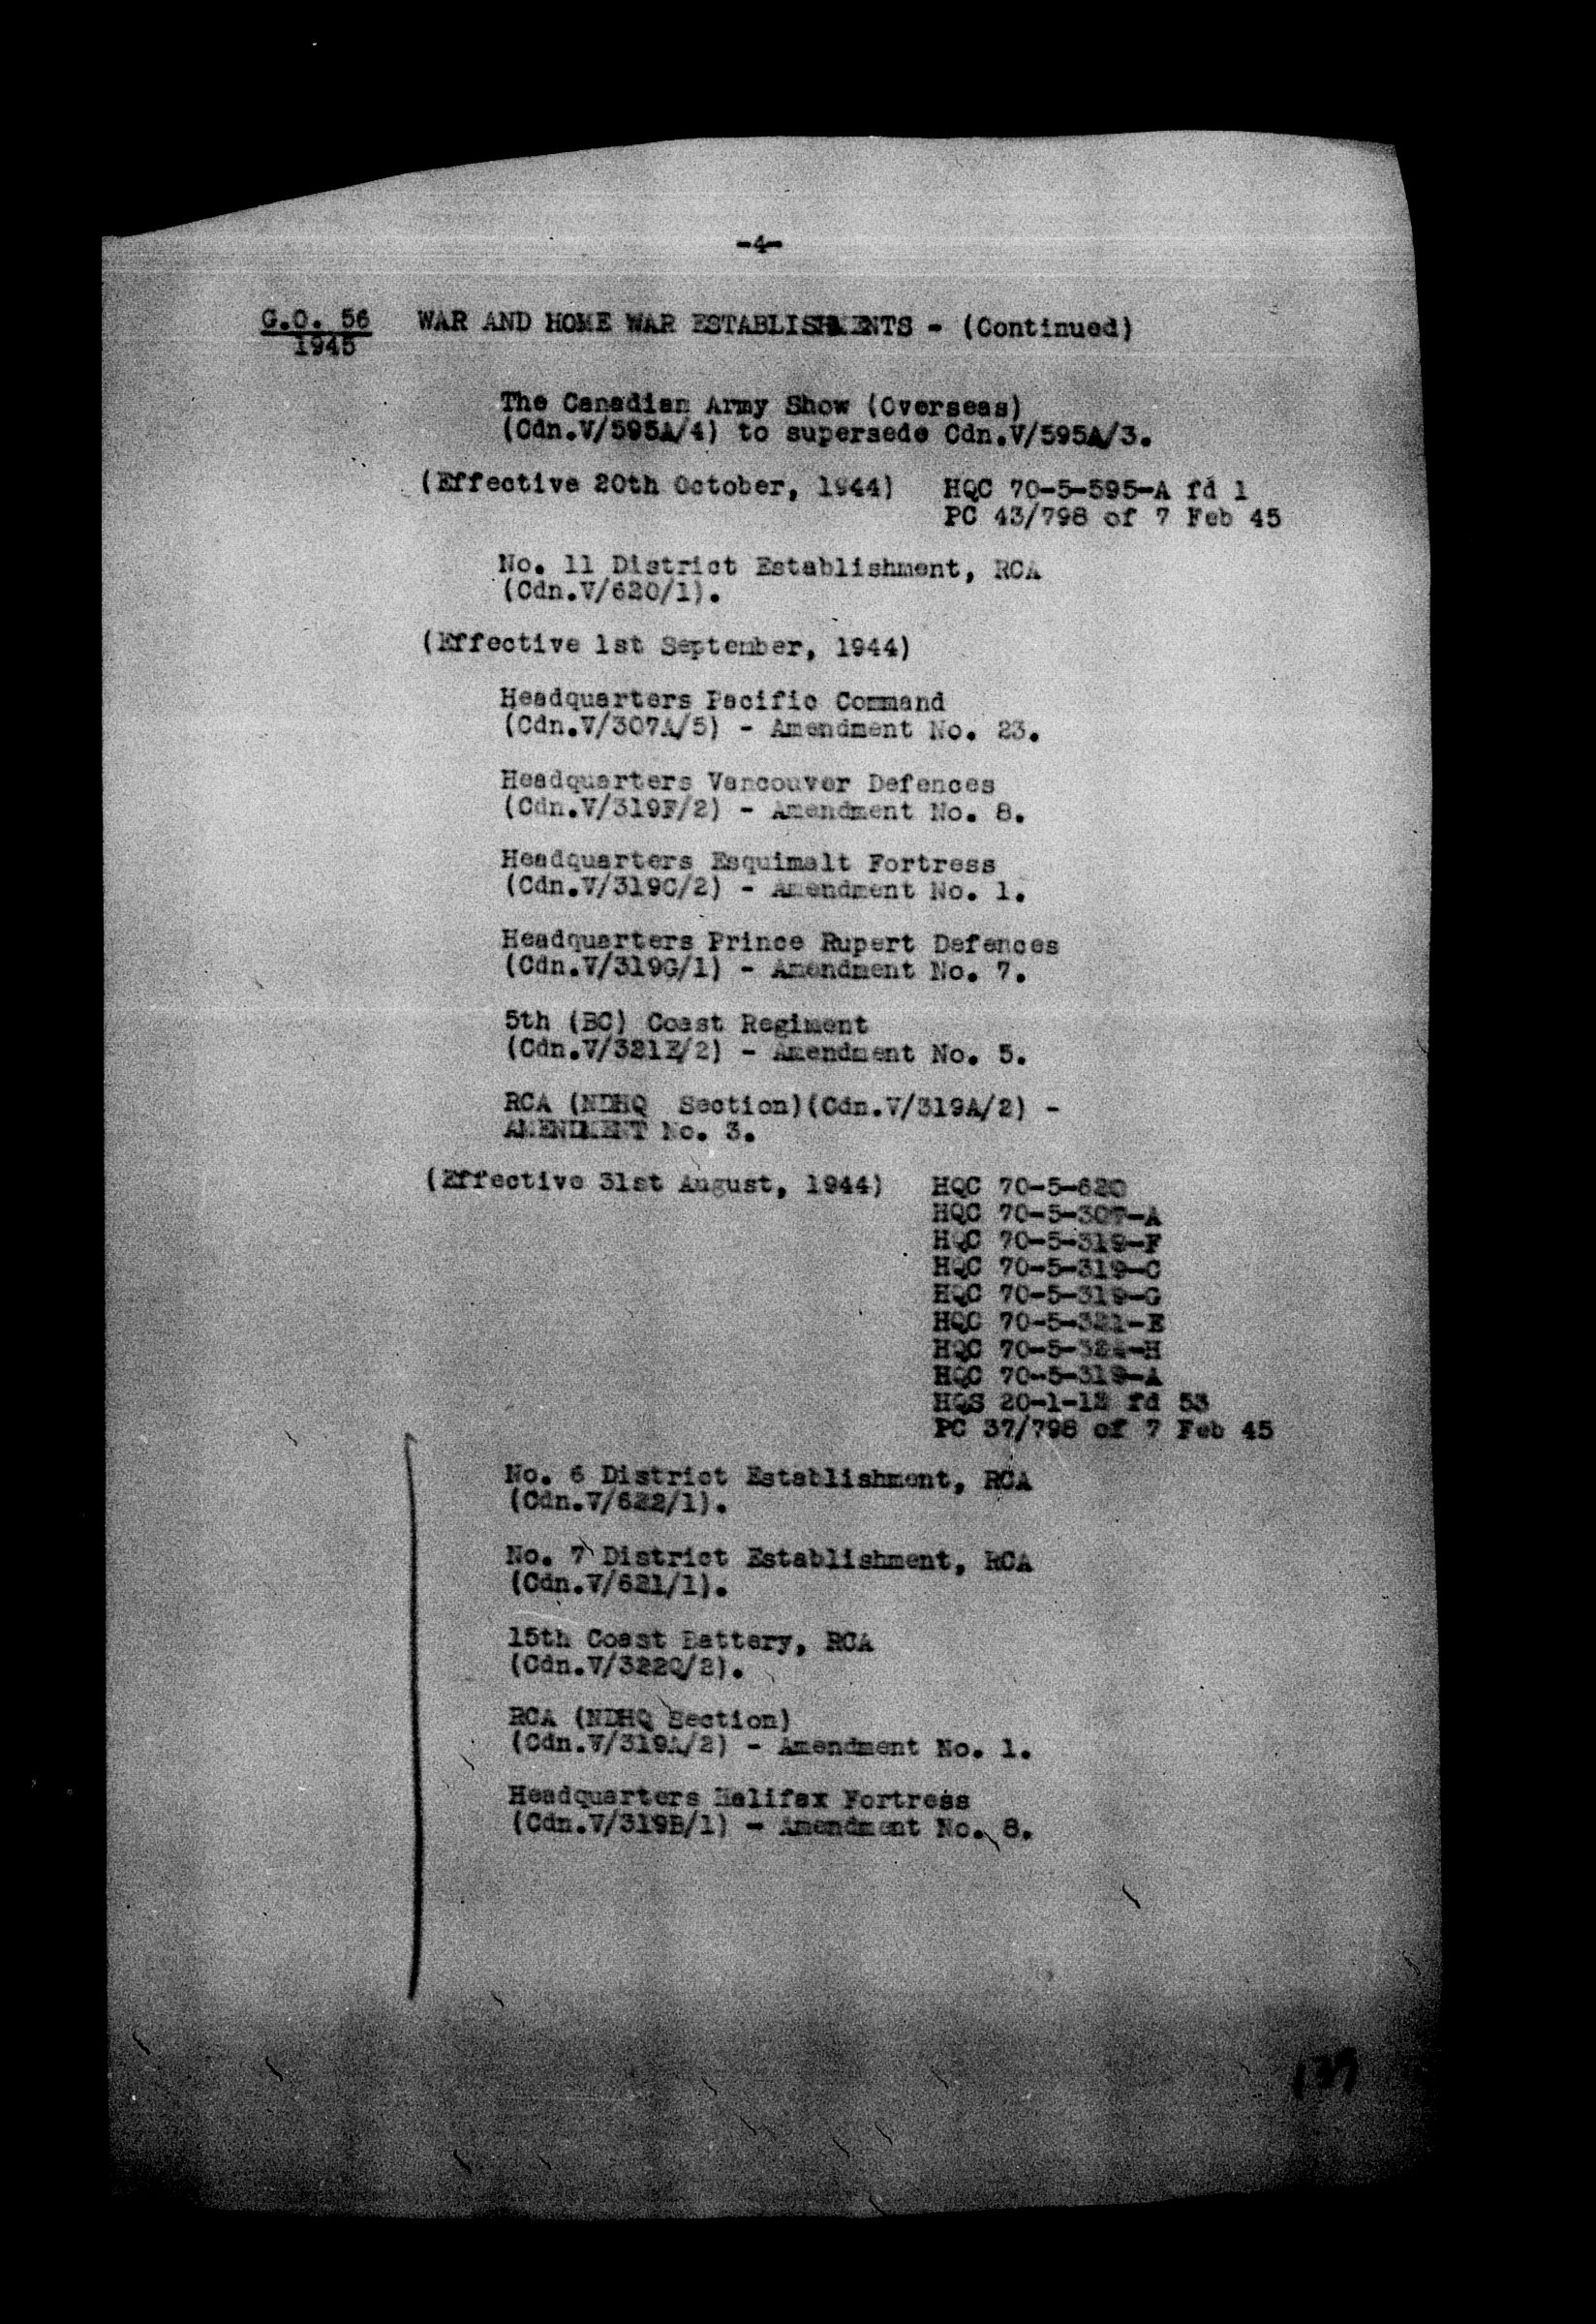 -4-
G.O. 56 WAR AND HOME WAR ESTABLISHMENTS - (Continued)
1945
The Canadian Army Show (Overseas)
(Cdn.V/595A/4) to supersede Cdn.V/595A/3.
(Effective 20th October, 1944) HQC 70-5-595-A fd 1
PC 43/798 of 7 Feb 45
No. 11 District Establishment, RCA
(Cdn.V/620/1).
(Effective 1st September, 1944)
Headquarters Pacific Command
(Cdn.V/307A/5) - Amendment No. 23.
Headquarters Vancouver Defences
(Cdn.V/319F/2) - Amendment No. 8.
Headquarters Esquimalt Fortress
(Cdn.V/319C/2) - Amendment No. 1.
Headquarters Prince Rupert Defences
(Cdn.V/319G/1) - Amendment No. 7.
5th (BC) Coast Regiment
(Cdn.V/321E/2) - Amendment No. 5.
RCA (NDHQ Section)(Cdn.V/319A/2) -
AMENDMENT No. 3.
(Effective 31st August, 1944) HQC 70-5-620
HQC 70-5-307-A
HQC 70-5-319-F
HQC 70-5-319-C
HQC 70-5-319-G
HQC 70-5-321-E
HQC
HQC 70-5-319-A
HQS 20-1-12 fd 53
PC 37/798 of 7 Feb 45
No. 6 District Establishment, RCA
(Cdn.V/622/1).
No. 7 District Establishment, RCA
(Cdn.V/621/1).
15th Coast Battery, RCA
(Cdn.V/322Q/2).
RCA (NDHQ Section)
(Cdn.V/319A/2) - Amendment No. 1.
Headquarters Halifax Fortress
(Cdn.V/319B/1) - Amendment No. 8.